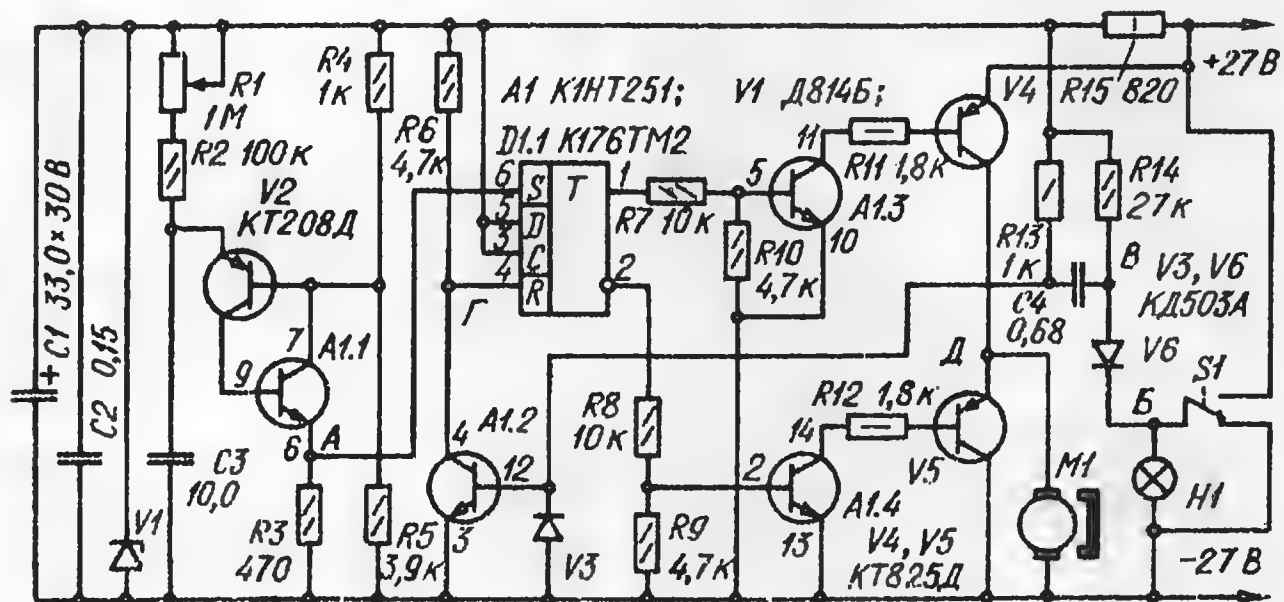 + C1 33,0×30В
C2 0,15
V1
R1
1М
R2 100к
V2
КТ208Д
C3
10,0
9
7
A1.1
6
А
R3
470
R4
1к
R5
3,9к
R6
4,7к
A1 К1НТ251; V1 Д814Б;
D1.1 К176ТМ2
6
S
T
5
D
3
C
4
R
1
2
Г
R7 10к
5
11
R11 1,8к
A1.3
10
R10
4,7к
4
A1.2
12
3
V3
R8
10к
R9
4,7к
2
14
R12 1,8к
A1.4
13
V4
V5
V4, V5
КТ825Д
Д
R15 820
+27В
R14
27к
R13
1к
В
C4
0,68
V3, V6
КД503А
V6
S1
Б
M1
H1
−27В